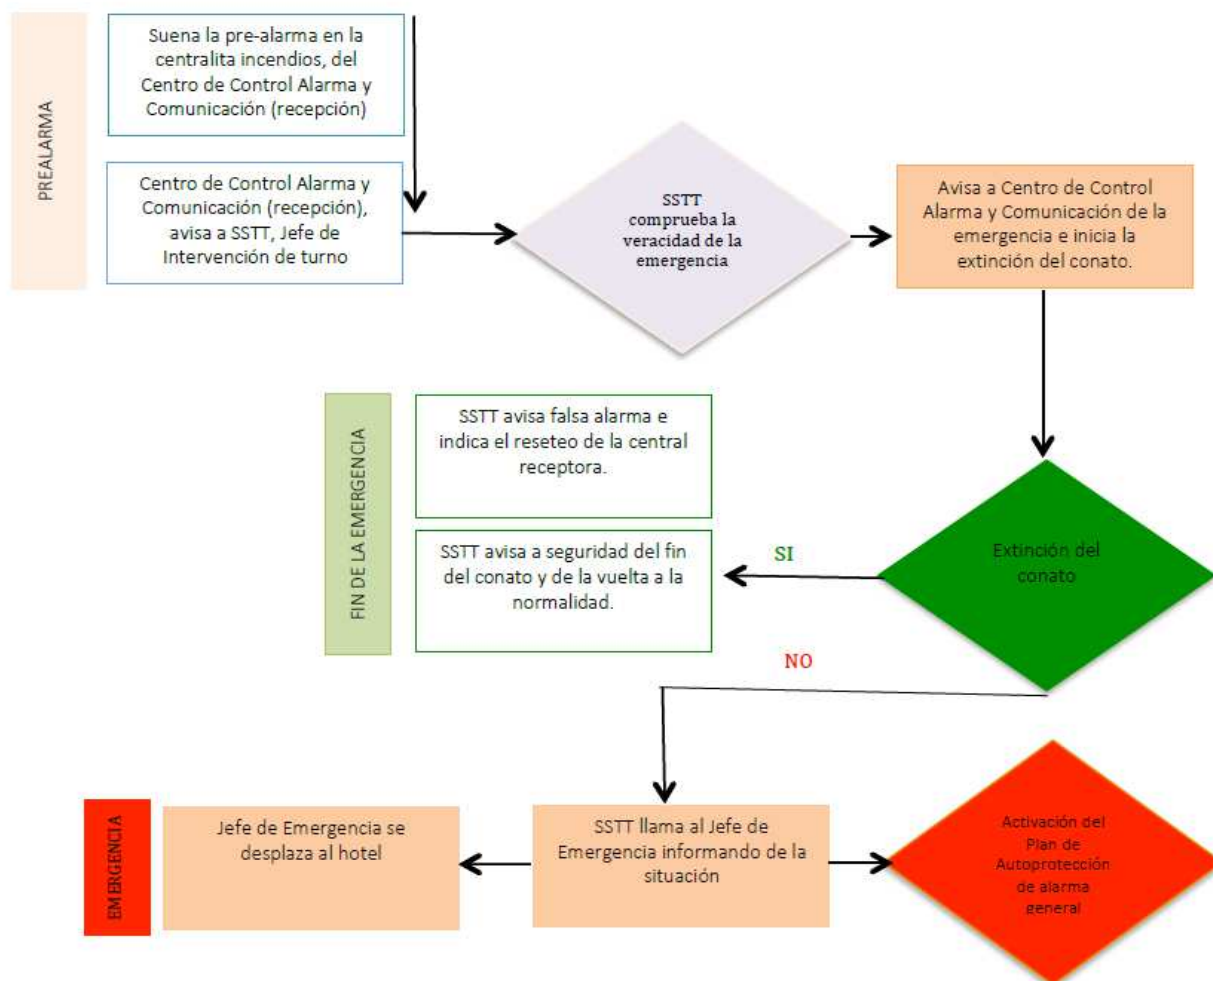 PREALARMA
Suena la pre-alarma en la
centralita incendios, del
Centro de Control Alarma y
Comunicación (recepción)
Centro de Control Alarma y
Comunicación (recepción),
avisa a SSTT, Jefe de
Intervención de turno
SSTT
comprueba la
veracidad de la
emergencia
Avisa a Centro de Control
Alarma y Comunicación de la
emergencia e inicia la
extinción del conato.
FIN DE LA EMERGENCIA
SSTT avisa falsa alarma e
indica el reseteo de la central
receptora.
SSTT avisa a seguridad del fin
del conato y de la vuelta a la
normalidad.
SI
Extinción del
conato
NO
EMERGENCIA
Jefe de Emergencia se
desplaza al hotel
SSTT llama al Jefe de
Emergencia informando de la
situación
Activación del
Plan de
Autoprotección
de alarma
general